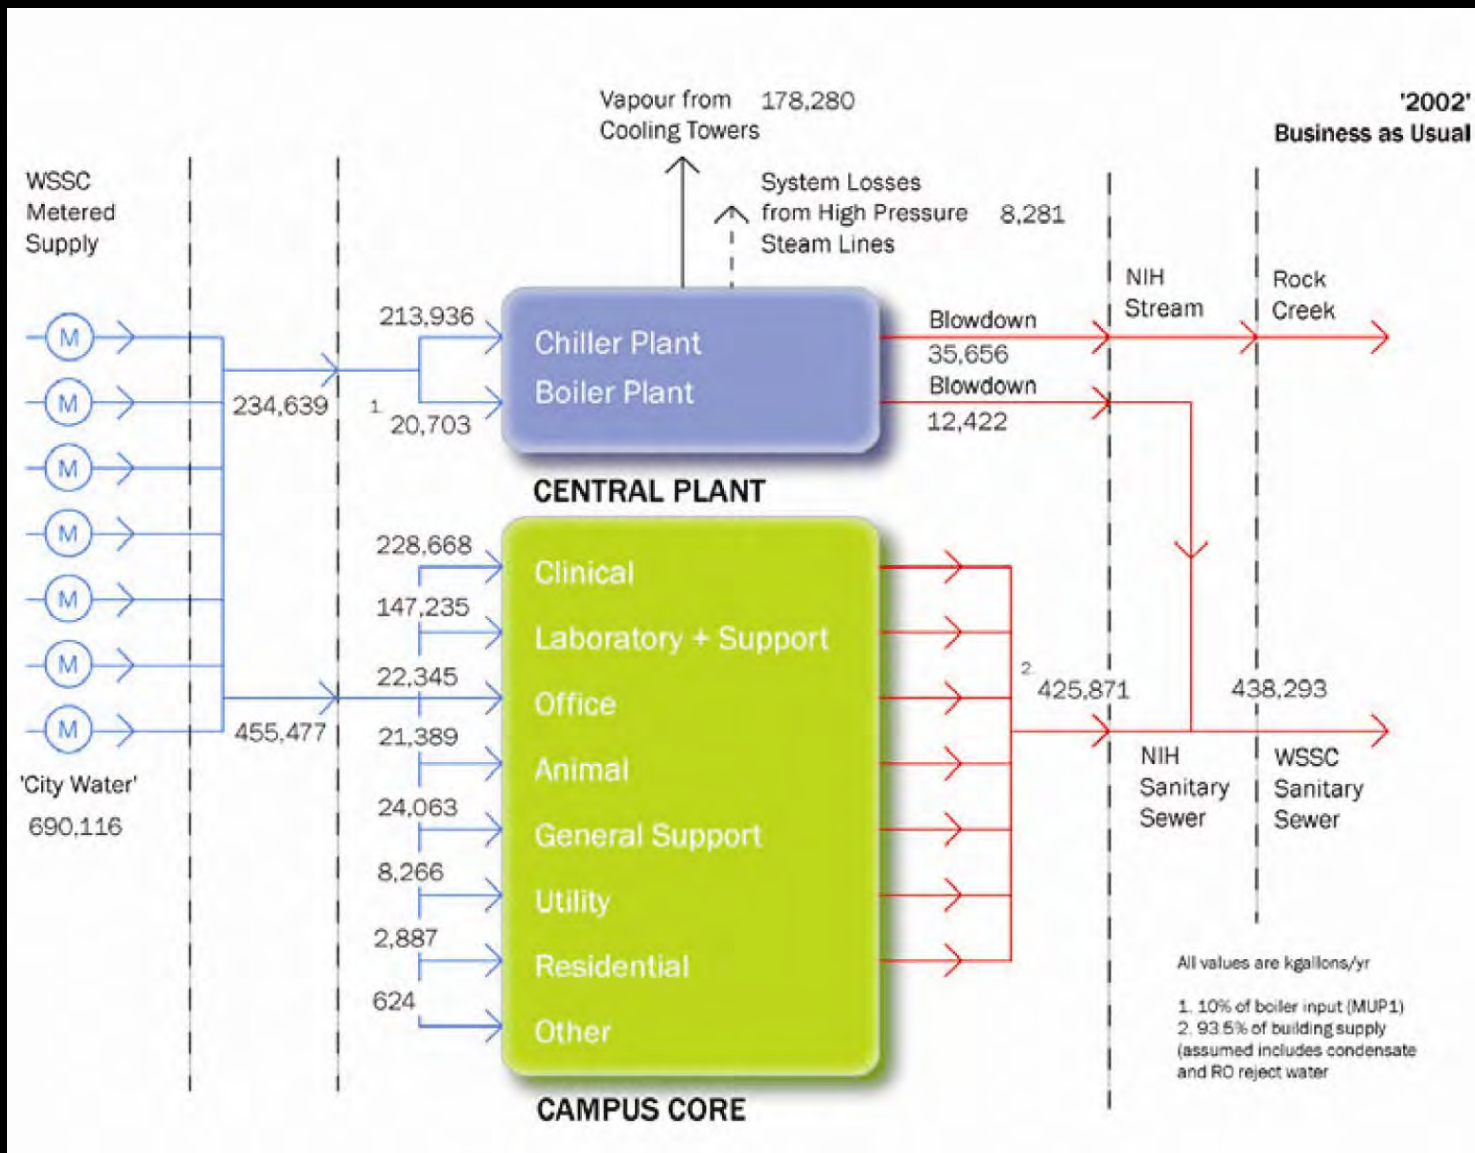 '2002'
Business as Usual
Vapour from 178,280
Cooling Towers
System Losses
from High Pressure 8,281
Steam Lines
WSSC
Metered
Supply
M
M
M
M
M
M
M
'City Water'
690,116
234,639
455,477
213,936
1.
20,703
Chiller Plant
Boiler Plant
CENTRAL PLANT
Blowdown
35,656
Blowdown
12,422
NIH
Stream
Rock
Creek
228,668
Clinical
147,235
Laboratory + Support
22,345
Office
21,389
Animal
24,063
General Support
8,266
Utility
2,887
Residential
624
Other
CAMPUS CORE
2.
425,871
438,293
NIH
Sanitary
Sewer
WSSC
Sanitary
Sewer
All values are kgallons/yr
1. 10% of boiler input (MUP1)
2. 93.5% of building supply
(assumed includes condensate
and RO reject water